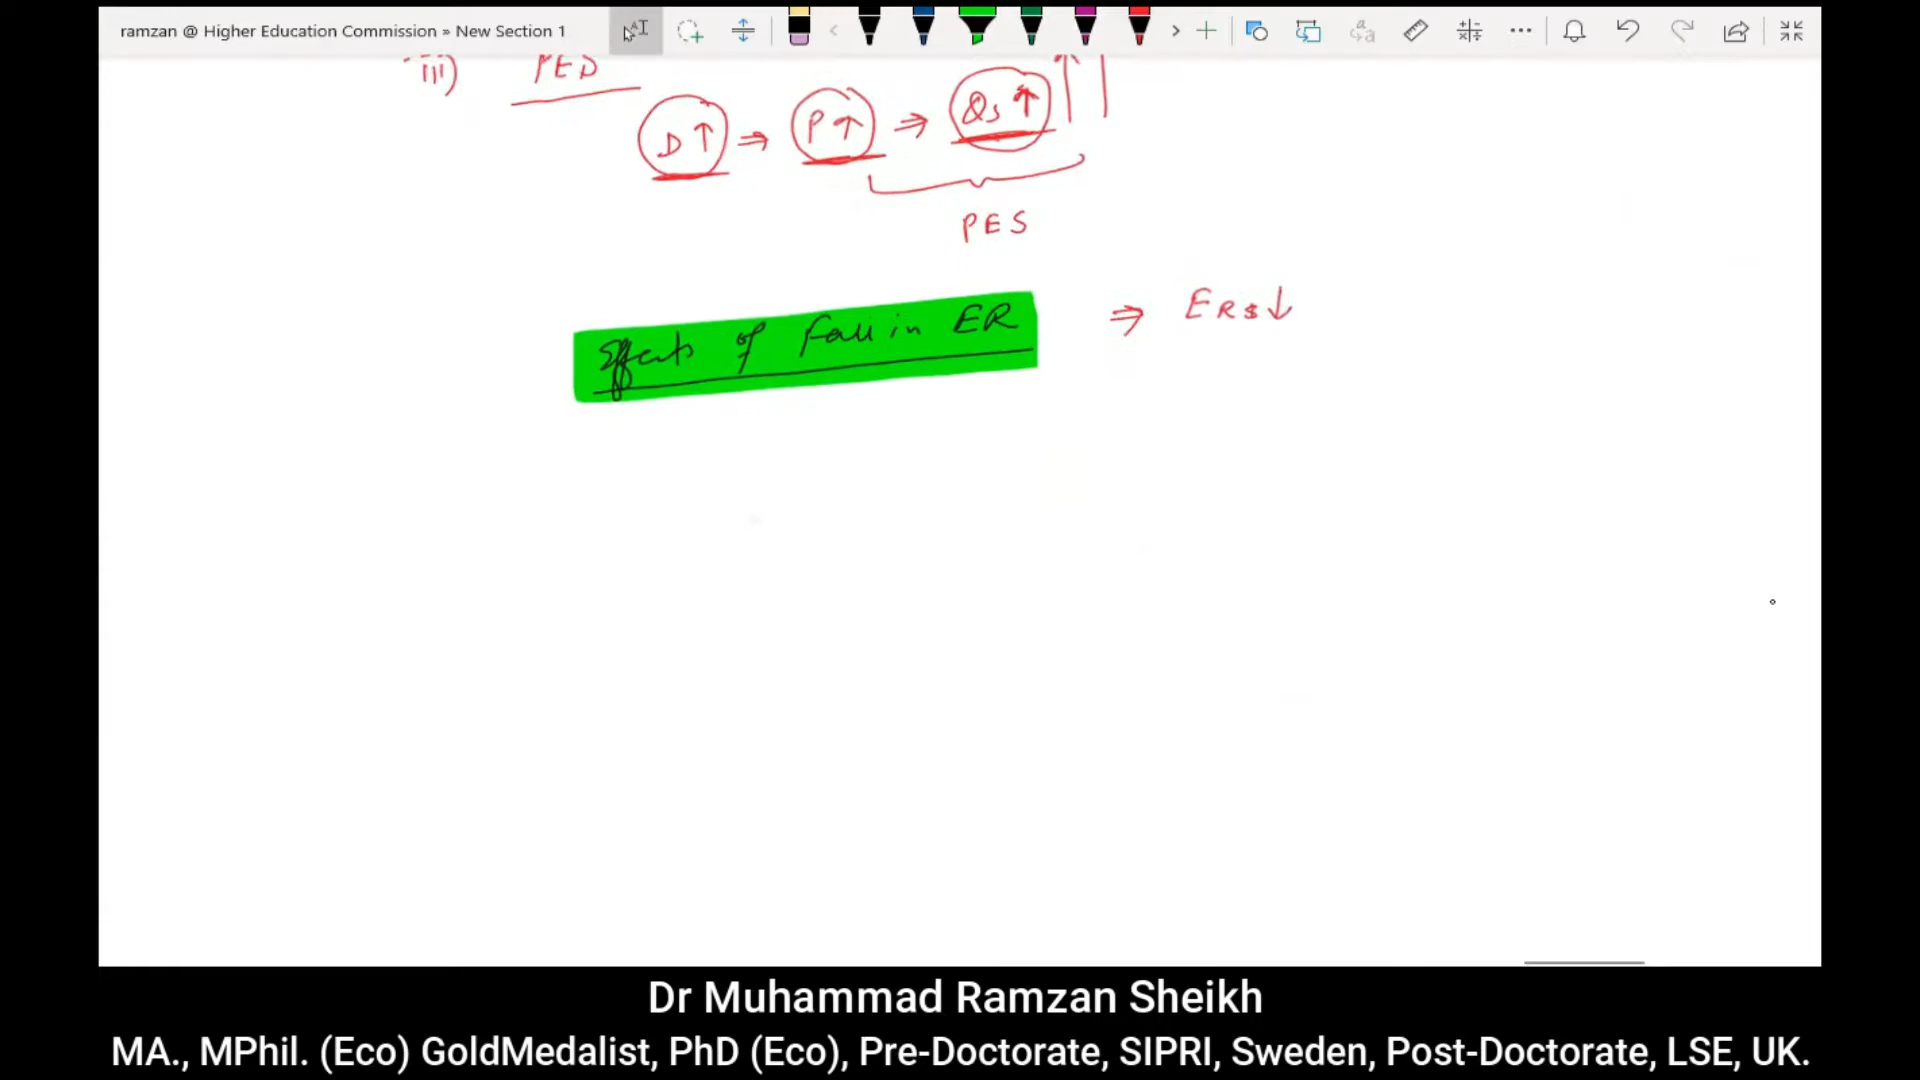 ramzan @ Higher Education Commission » New Section 1
iii) PED
D↑ ⇒ P↑ ⇒ Qs↑
PES
Effects of Fall in ER ⇒ ER$↓
Dr Muhammad Ramzan Sheikh
MA., MPhil. (Eco) GoldMedalist, PhD (Eco), Pre-Doctorate, SIPRI, Sweden, Post-Doctorate, LSE, UK.